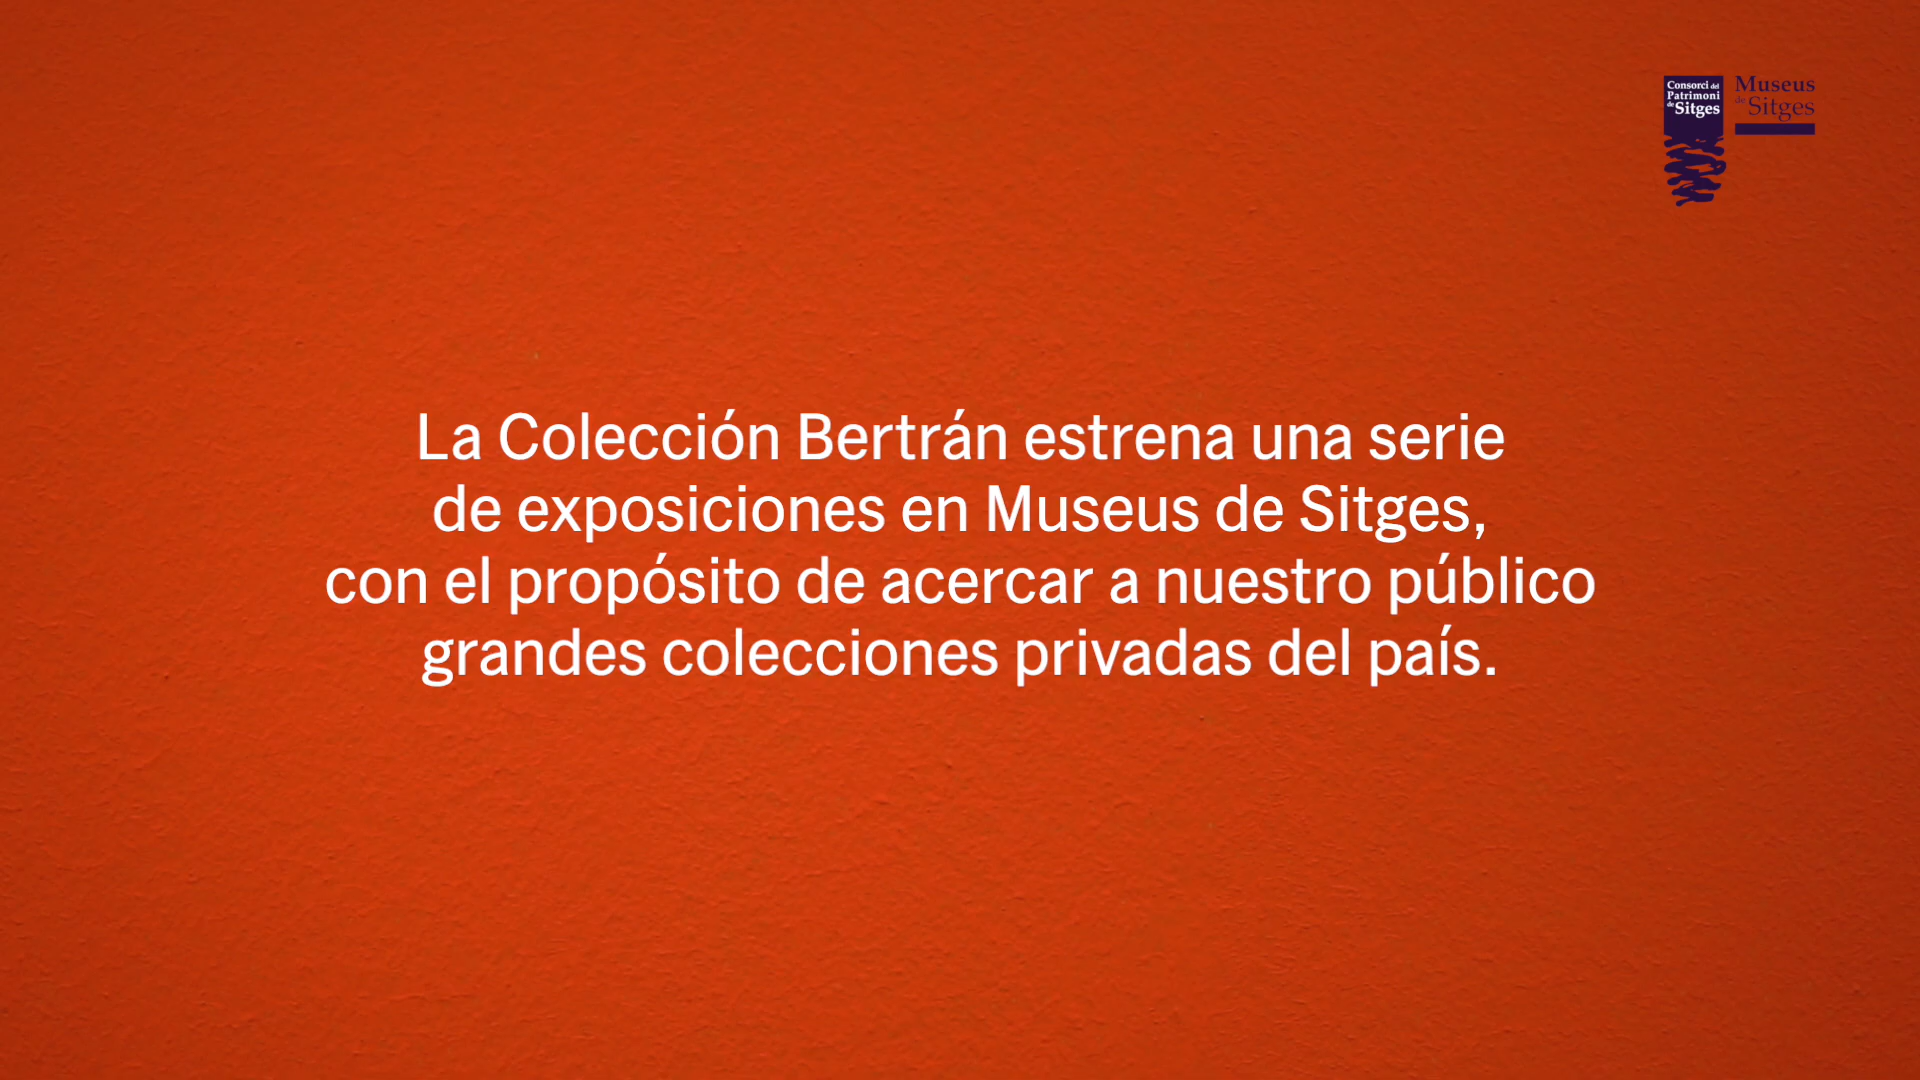 Consorci del
Patrimoni
de Sitges
Museus
de Sitges
La Colección Bertrán estrena una serie
de exposiciones en Museus de Sitges,
con el propósito de acercar a nuestro público
grandes colecciones privadas del país.